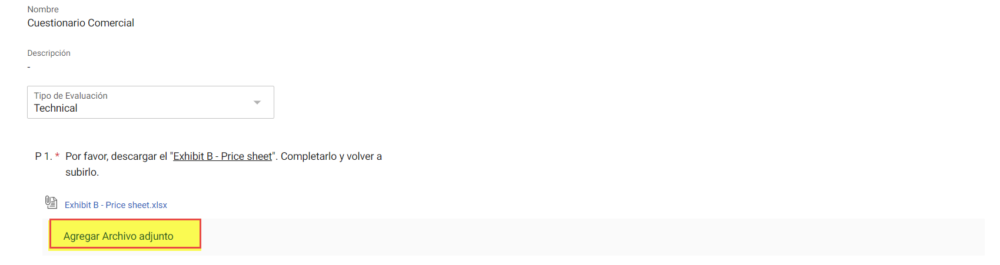 Nombre
Cuestionario Comercial
Descripción
-
Tipo de Evaluación
Technical
P 1. * Por favor, descargar el "Exhibit B - Price sheet". Completarlo y volver a
subirlo.
Exhibit B - Price sheet.xlsx
Agregar Archivo adjunto